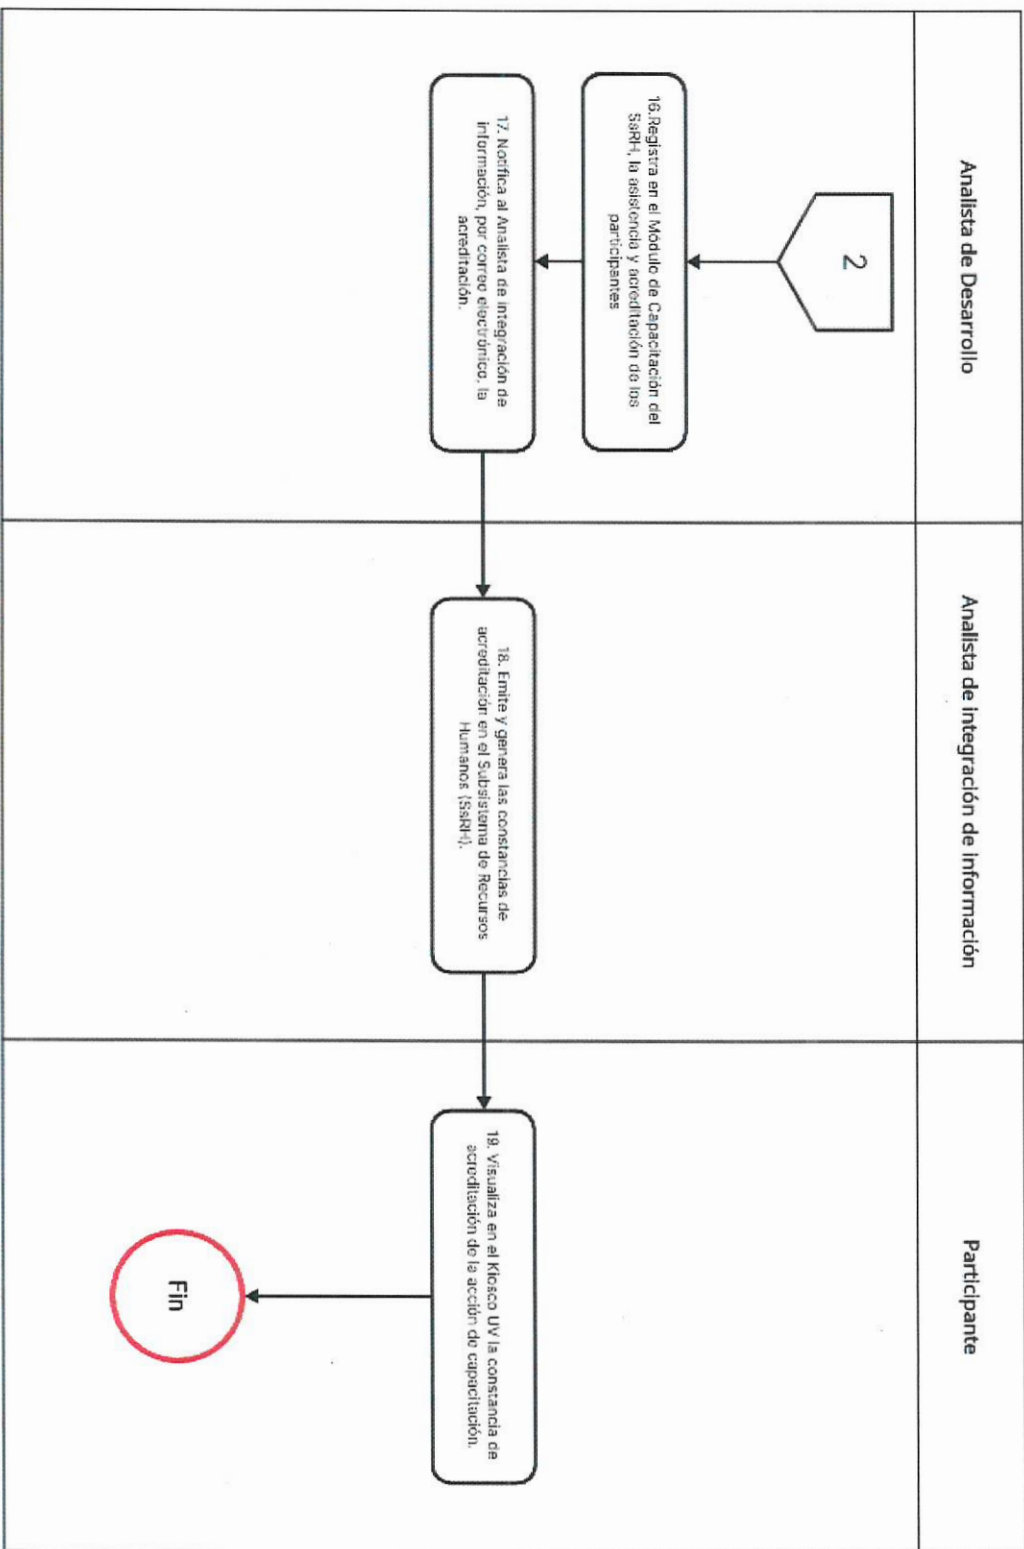 Analista de Desarrollo
Analista de integración de información
Participante
2
16.Registra en el Módulo de Capacitación del
SsRH, la asistencia y acreditación de los
participantes
17. Notifica al Analista de integración de
información, por correo electrónico, la
acreditación.
18. Emite y genera las constancias de
acreditación en el Subsistema de Recursos
Humanos (SsRH).
19. Visualiza en el Kiosco UV la constancia de
acreditación de la acción de capacitación.
Fin